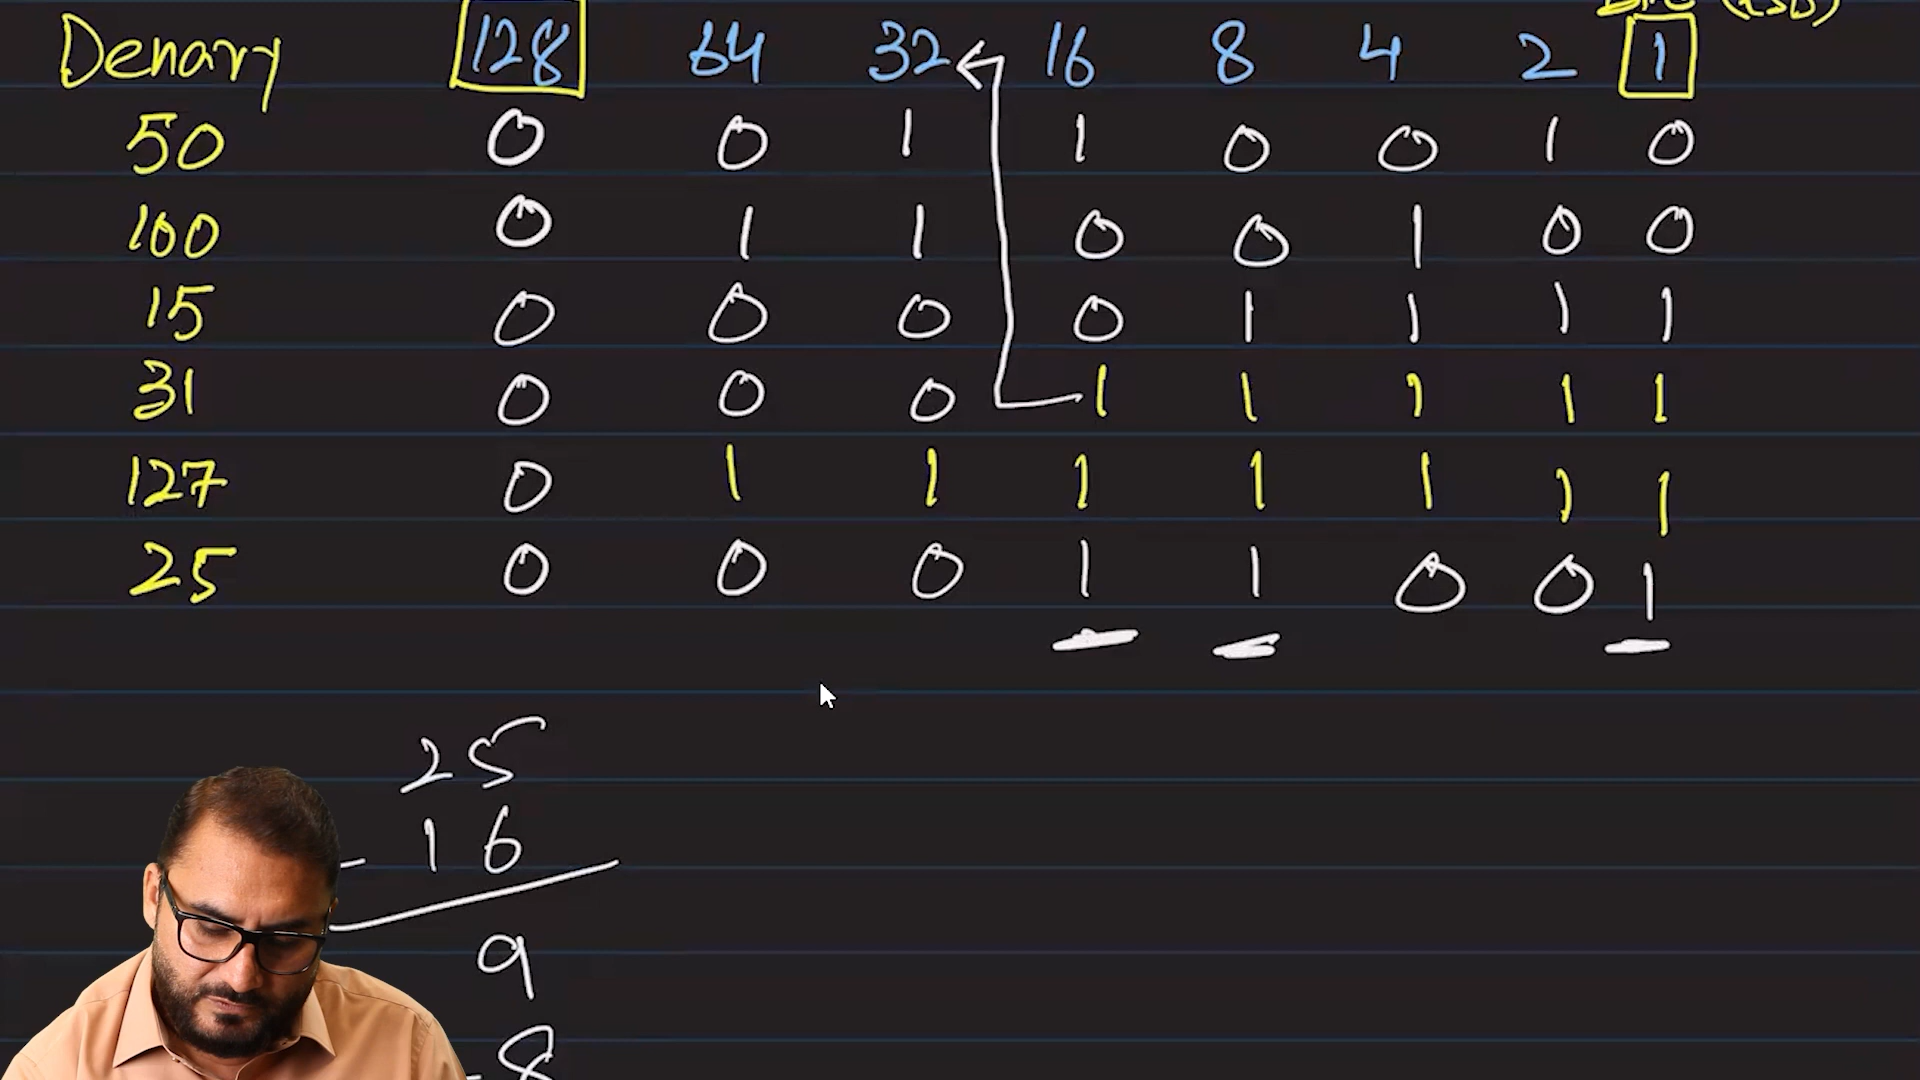 Denary 128 64 32 16 8 4 2 1
50 0 0 1 1 0 0 1 0
100 0 1 1 0 0 1 0 0
15 0 0 0 0 1 1 1 1
31 0 0 0 1 1 1 1 1
127 0 1 1 1 1 1 1 1
25 0 0 0 1 1 0 0 1
25
- 16
9
- 8